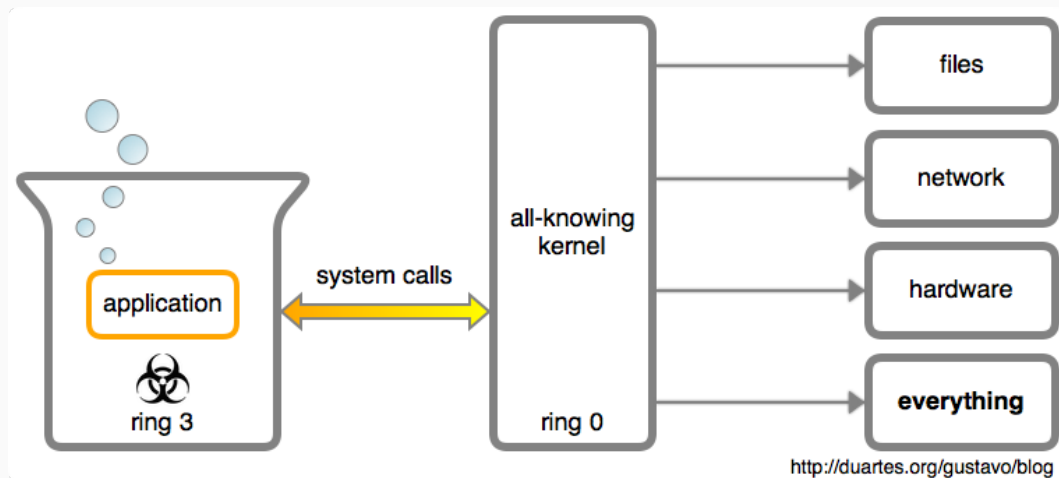 application
ring 3
system calls
all-knowing
kernel
ring 0
files
network
hardware
everything
http://duartes.org/gustavo/blog